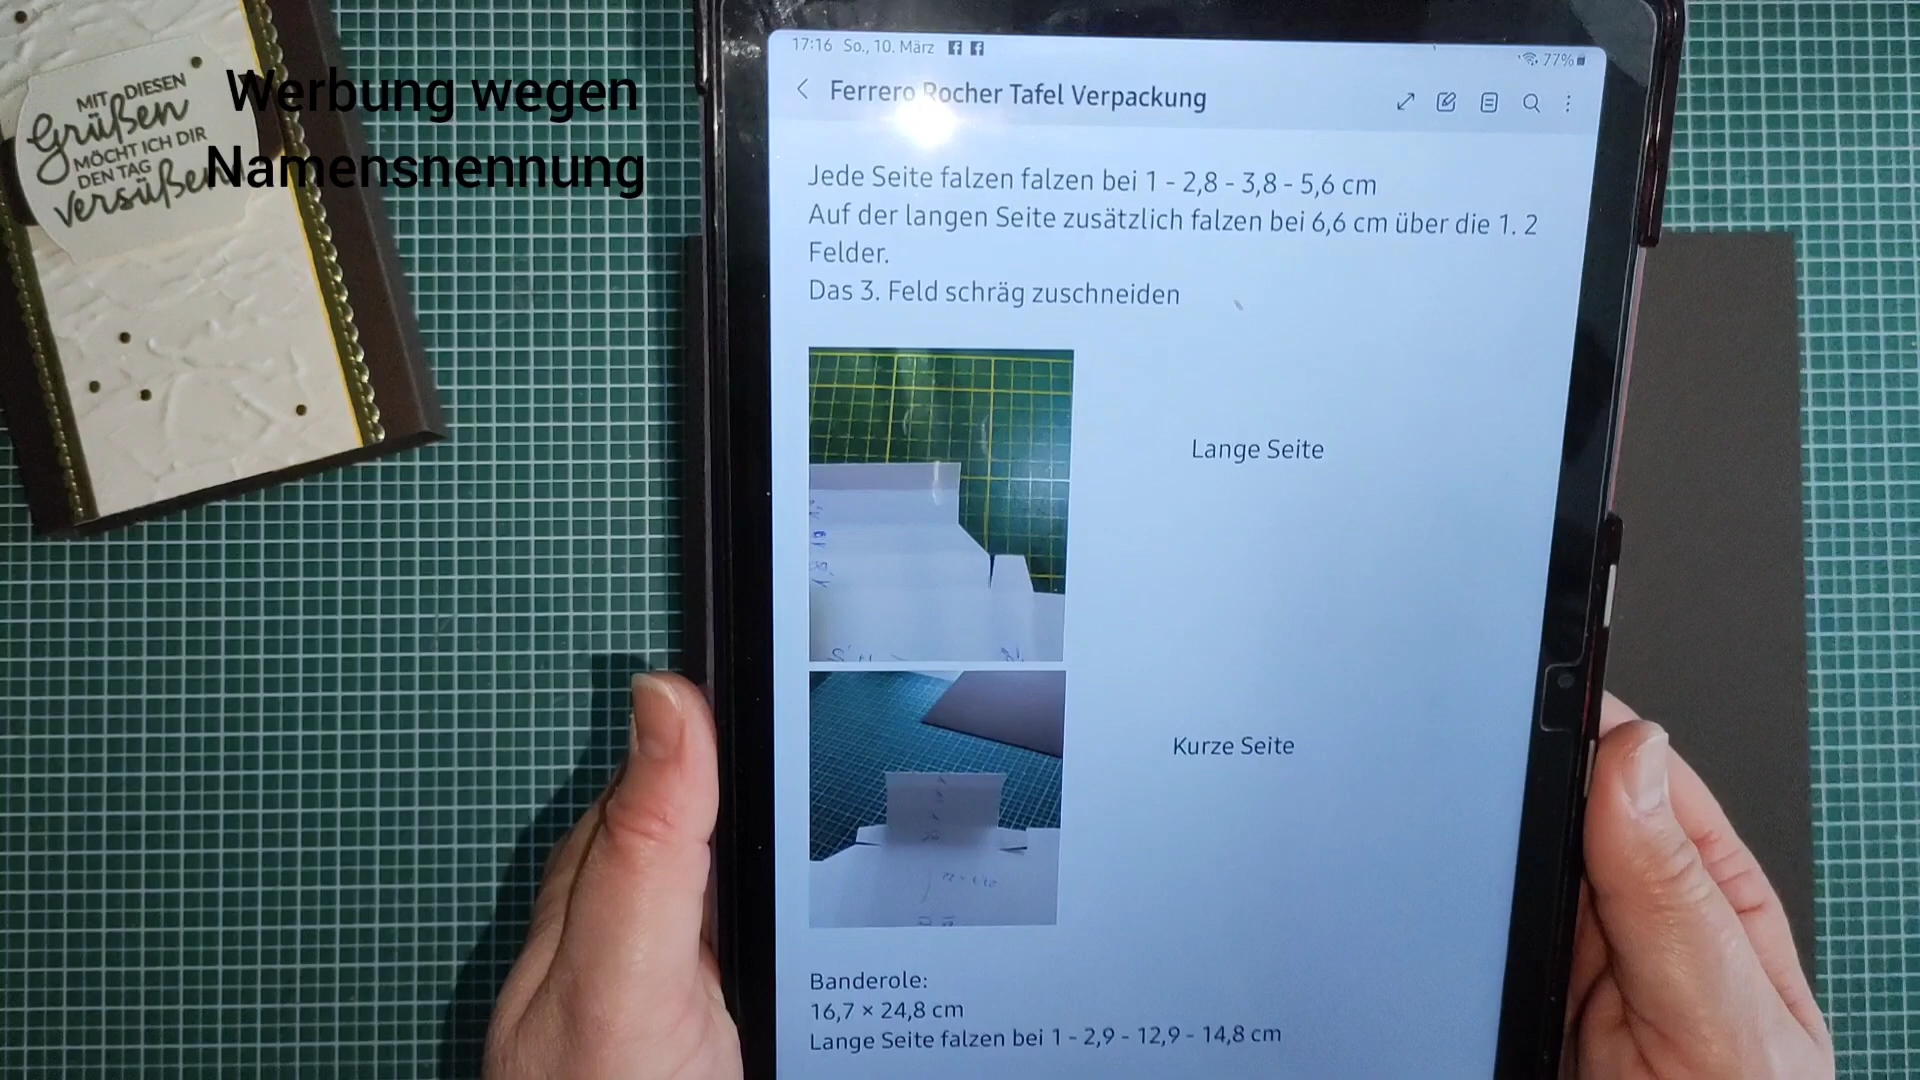 MIT DIESEN
Grüßen
MÖCHT ICH DIR
DEN TAG
versüßen
Werbung wegen
Namensnennung
17:16 So., 10. März
77%
Ferrero Rocher Tafel Verpackung
Jede Seite falzen falzen bei 1 - 2,8 - 3,8 - 5,6 cm
Auf der langen Seite zusätzlich falzen bei 6,6 cm über die 1. 2
Felder.
Das 3. Feld schräg zuschneiden
Lange Seite
Kurze Seite
Banderole:
16,7 × 24,8 cm
Lange Seite falzen bei 1 - 2,9 - 12,9 - 14,8 cm